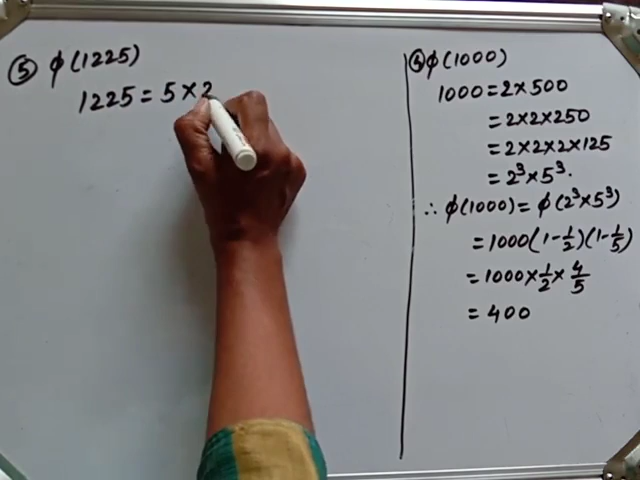 ⑤ ϕ(1225)
1225 = 5 × 2
④ ϕ(1000)
1000 = 2 × 500
= 2 × 2 × 250
= 2 × 2 × 2 × 125
= 2³ × 5³.
∴ ϕ(1000) = ϕ(2³ × 5³)
= 1000(1 - 1/2)(1 - 1/5)
= 1000 × 1/2 × 4/5
= 400